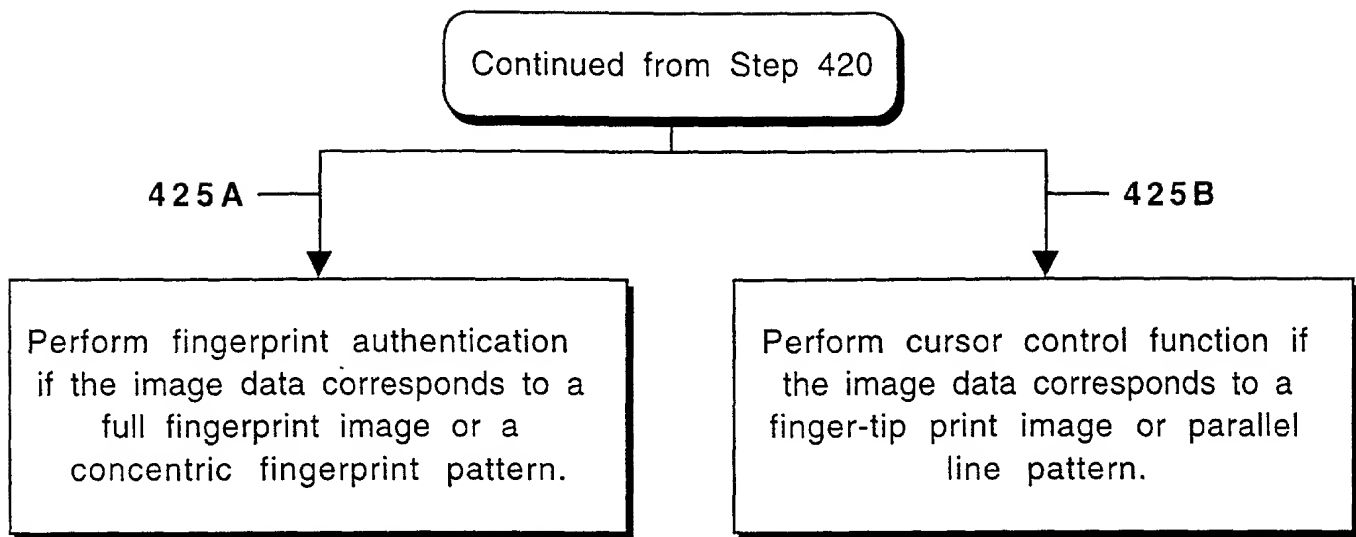 Continued from Step 420
425A
425B
Perform fingerprint authentication
if the image data corresponds to a
full fingerprint image or a
concentric fingerprint pattern.
Perform cursor control function if
the image data corresponds to a
finger-tip print image or parallel
line pattern.